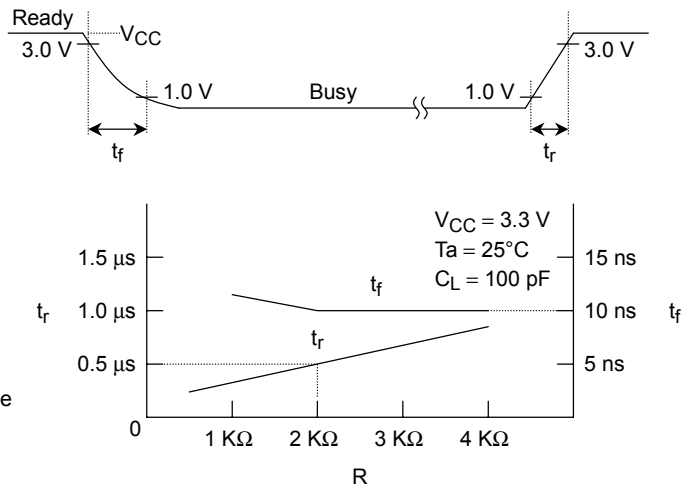 Ready
VCC
3.0 V
3.0 V
1.0 V
Busy
1.0 V
tf
tr
VCC = 3.3 V
Ta = 25°C
CL = 100 pF
1.5 µs
15 ns
tf
tr
1.0 µs
10 ns
tf
tr
0.5 µs
5 ns
e
0
1 KΩ
2 KΩ
3 KΩ
4 KΩ
R